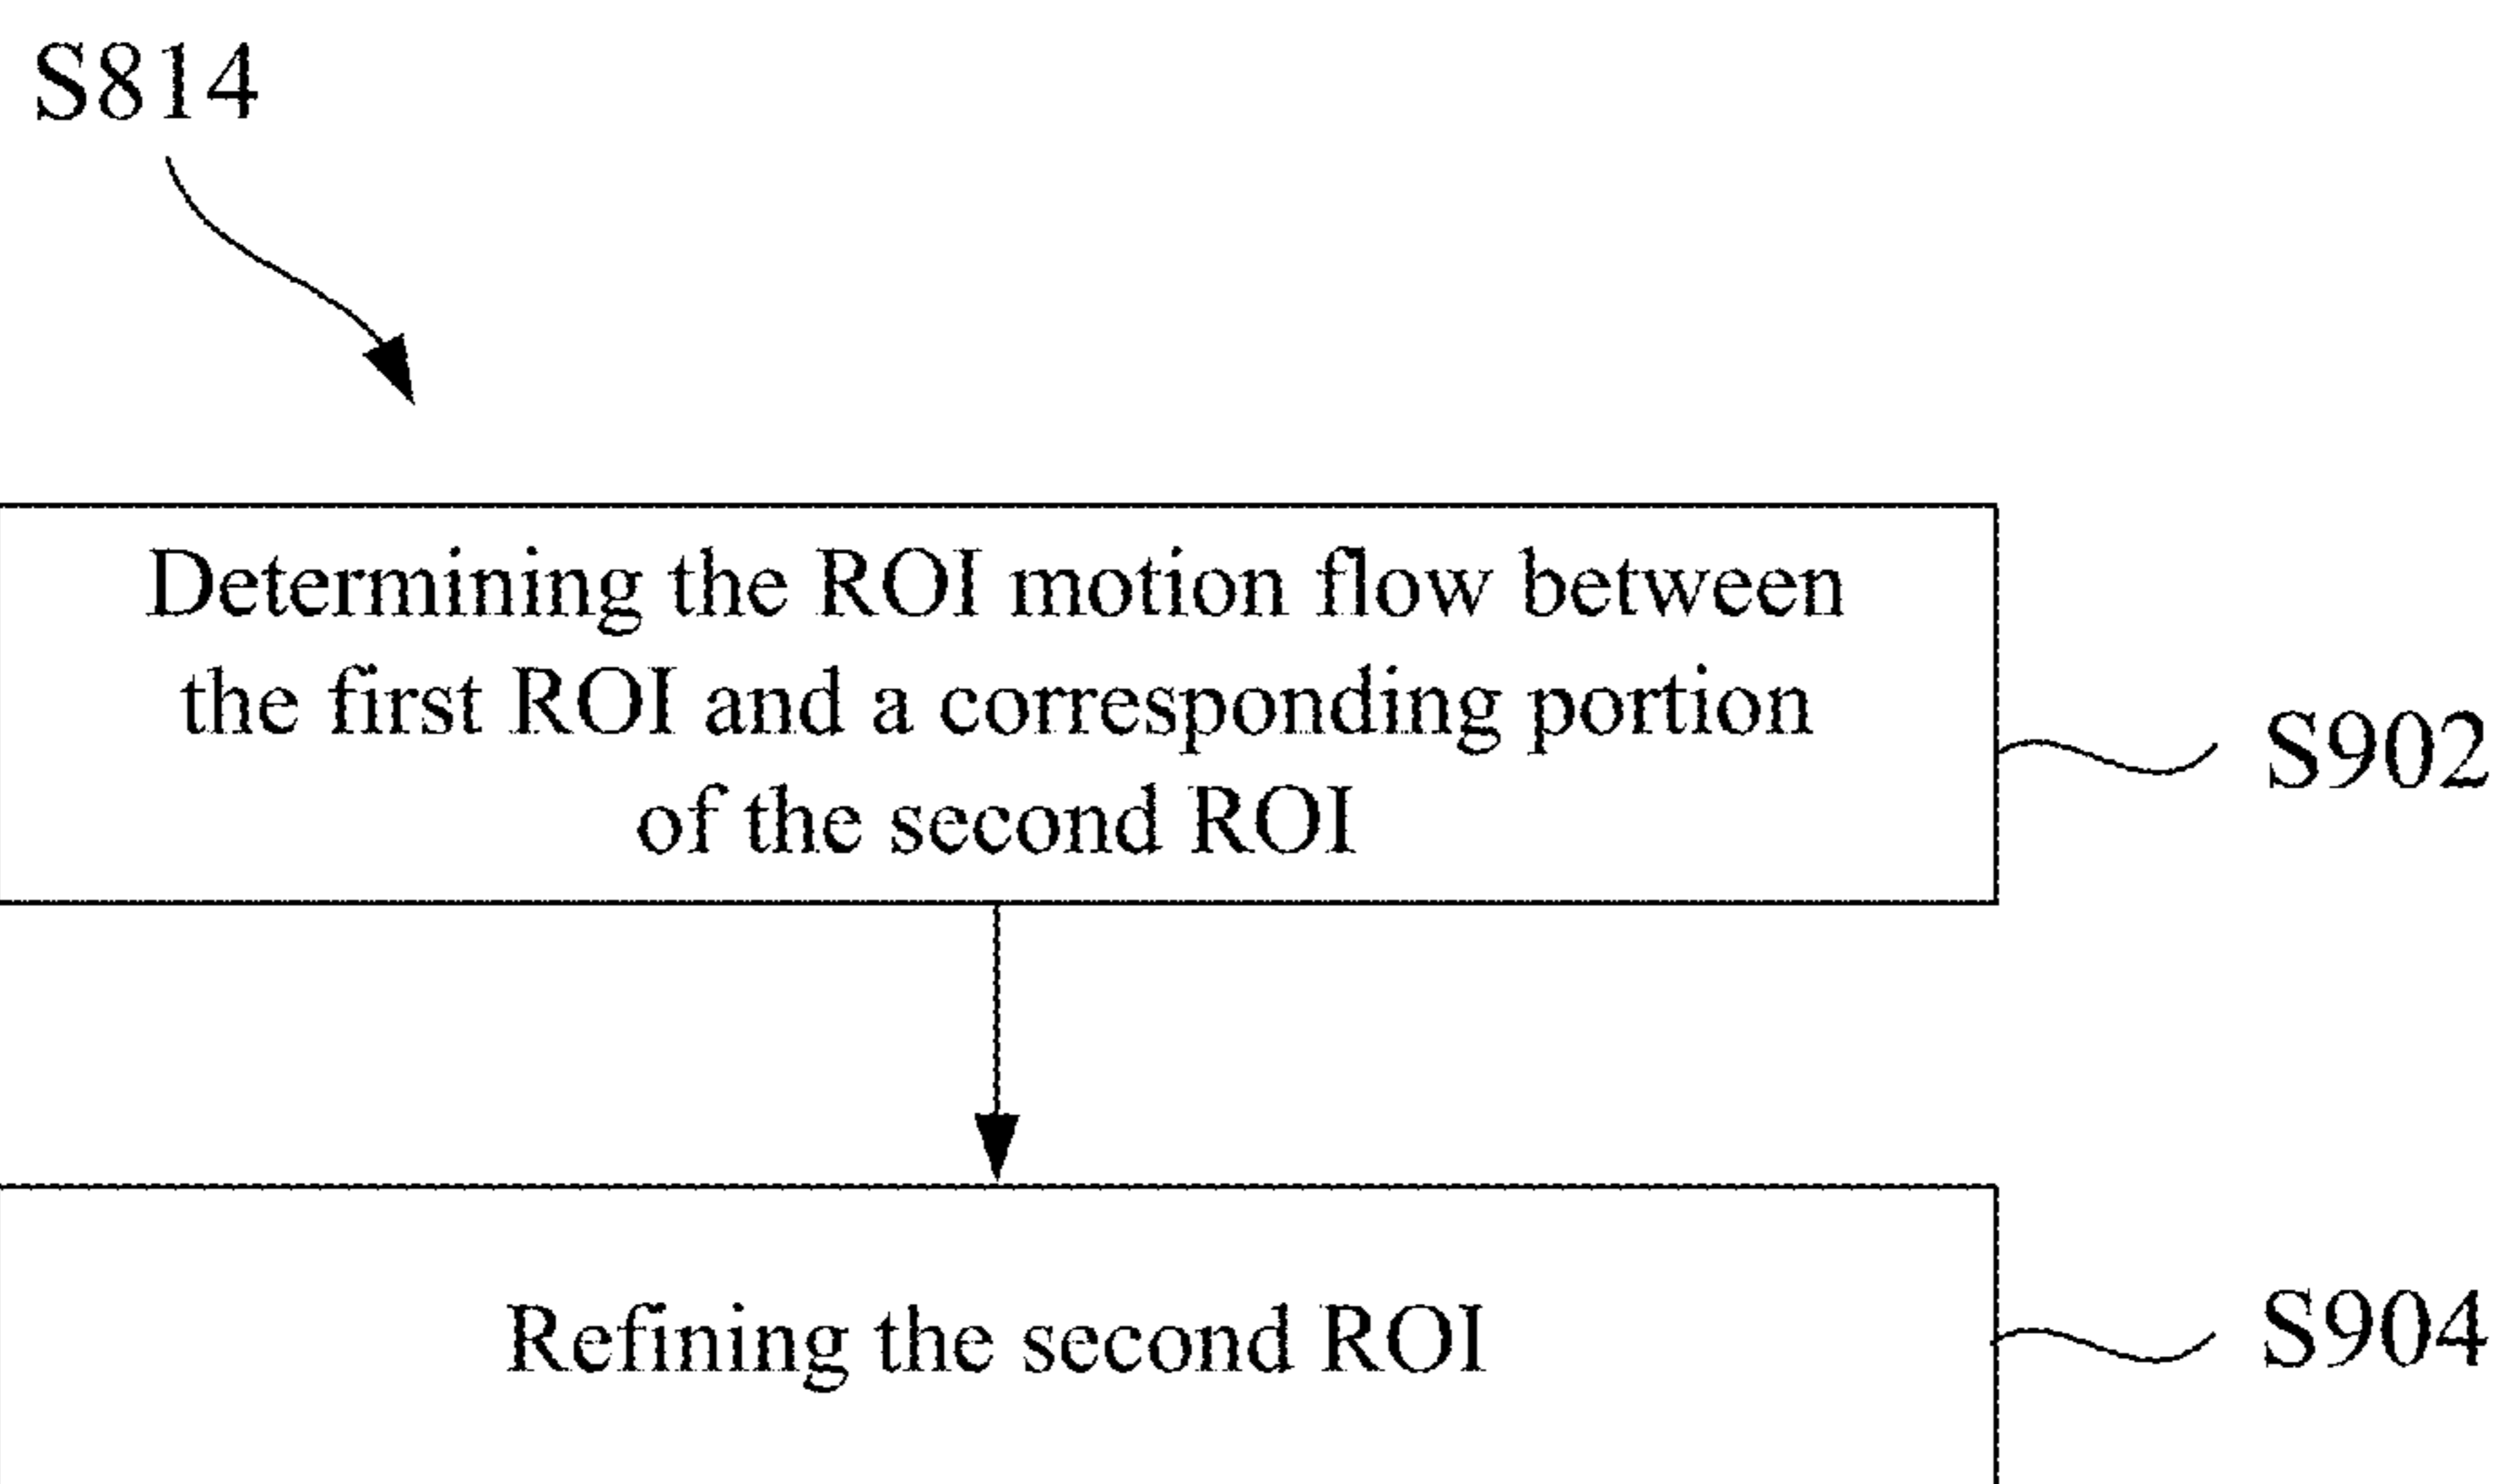 S814
Determining the ROI motion flow between
the first ROI and a corresponding portion
of the second ROI
S902
Refining the second ROI
S904